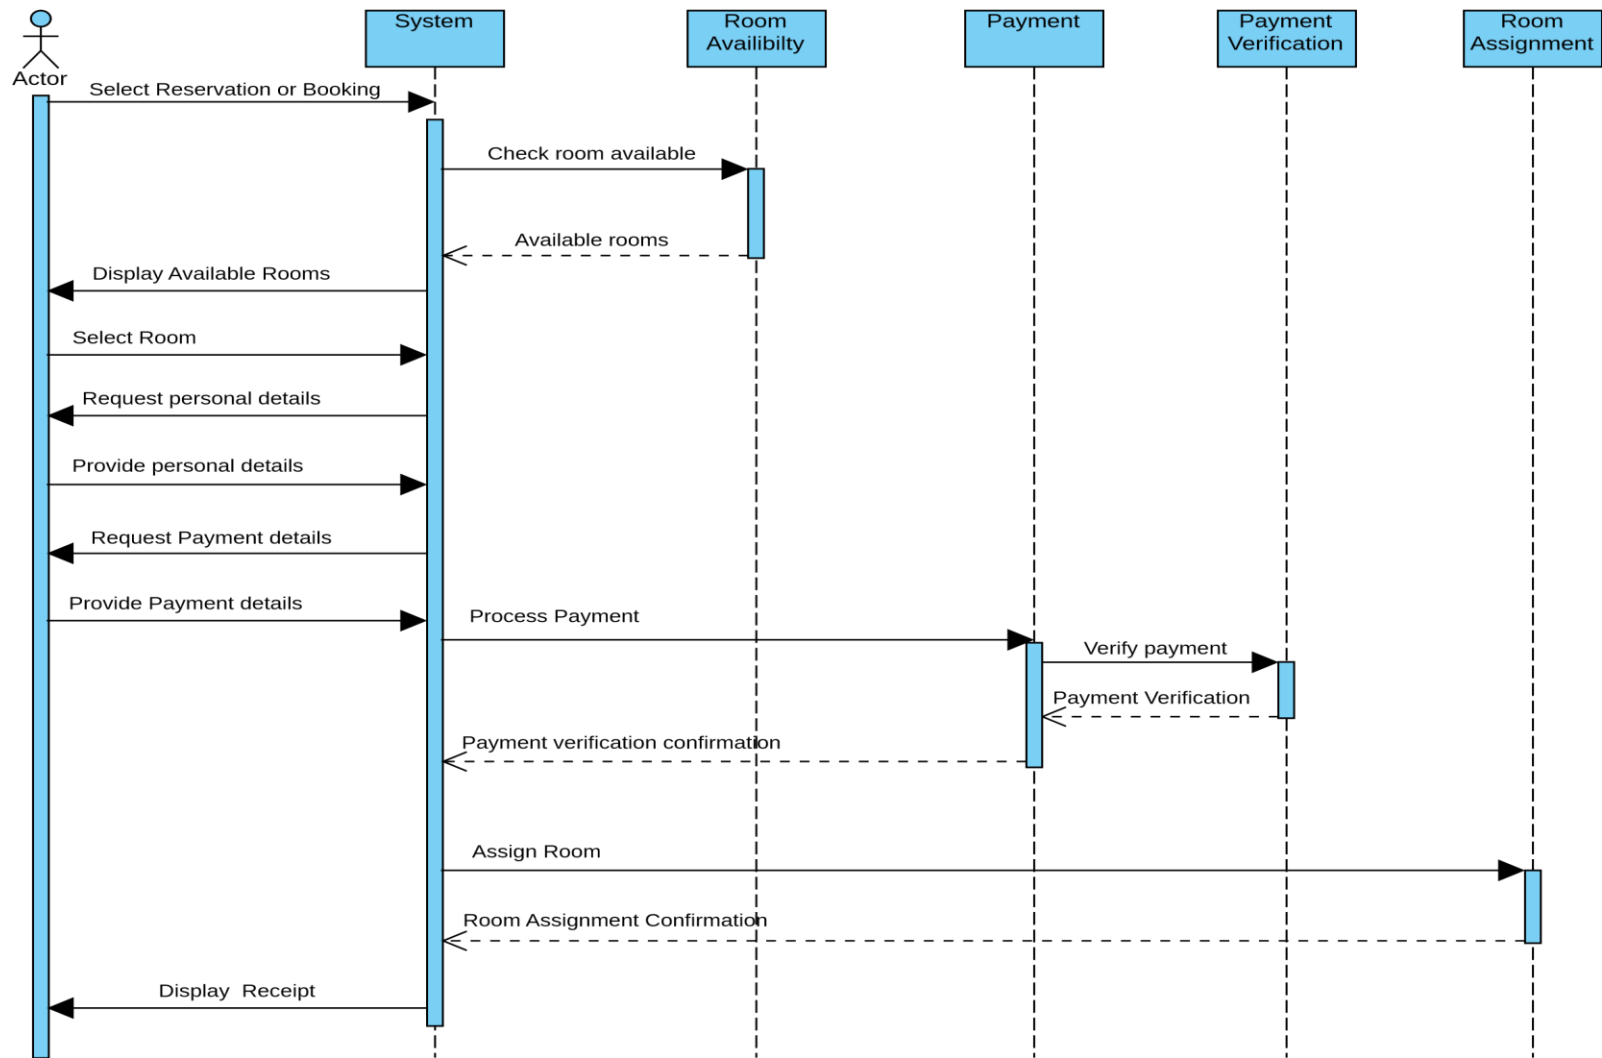 System
Room
Availibilty
Payment
Payment
Verification
Room
Assignment
Actor
Select Reservation or Booking
Check room available
Available rooms
Display Available Rooms
Select Room
Request personal details
Provide personal details
Request Payment details
Provide Payment details
Process Payment
Verify payment
Payment Verification
Payment verification confirmation
Assign Room
Room Assignment Confirmation
Display  Receipt